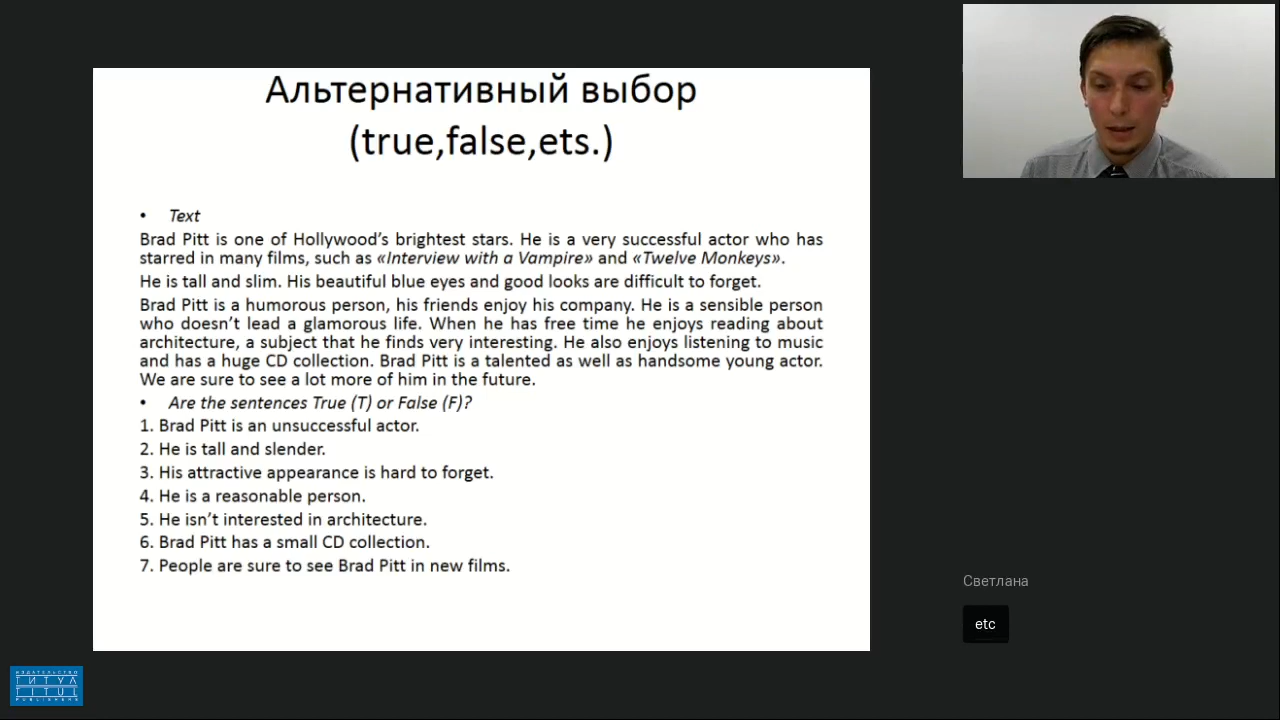 Альтернативный выбор
(true,false,ets.)
• Text
Brad Pitt is one of Hollywood’s brightest stars. He is a very successful actor who has
starred in many films, such as «Interview with a Vampire» and «Twelve Monkeys».
He is tall and slim. His beautiful blue eyes and good looks are difficult to forget.
Brad Pitt is a humorous person, his friends enjoy his company. He is a sensible person
who doesn’t lead a glamorous life. When he has free time he enjoys reading about
architecture, a subject that he finds very interesting. He also enjoys listening to music
and has a huge CD collection. Brad Pitt is a talented as well as handsome young actor.
We are sure to see a lot more of him in the future.
• Are the sentences True (T) or False (F)?
1. Brad Pitt is an unsuccessful actor.
2. He is tall and slender.
3. His attractive appearance is hard to forget.
4. He is a reasonable person.
5. He isn’t interested in architecture.
6. Brad Pitt has a small CD collection.
7. People are sure to see Brad Pitt in new films.
Светлана
etc
ИЗДАТЕЛЬСТВО
ТИТУЛ
TITUL
PUBLISHERS